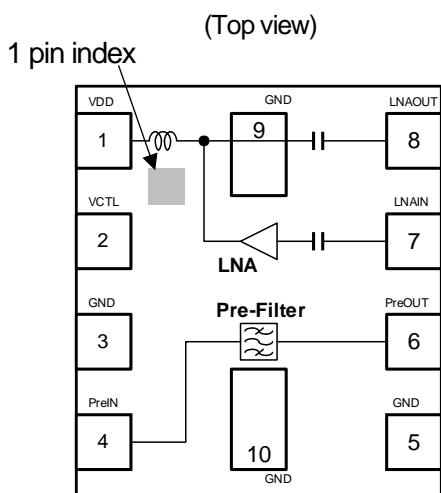 (Top view)
1 pin index
VDD
1
GND
9
LNAOUT
8
VCTL
2
LNA
LNAIN
7
GND
3
Pre-Filter
PreOUT
6
PreIN
4
10
GND
GND
5